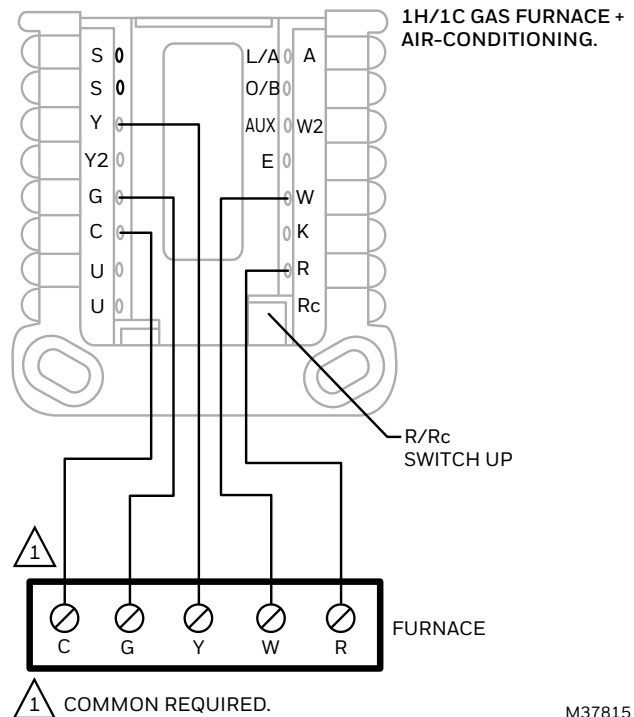 1H/1C GAS FURNACE +
AIR-CONDITIONING.
S L/A A
S O/B
Y AUX W2
Y2 E
G W
C K
U R
U Rc
R/Rc
SWITCH UP
1
C G Y W R
FURNACE
1 COMMON REQUIRED.
M37815